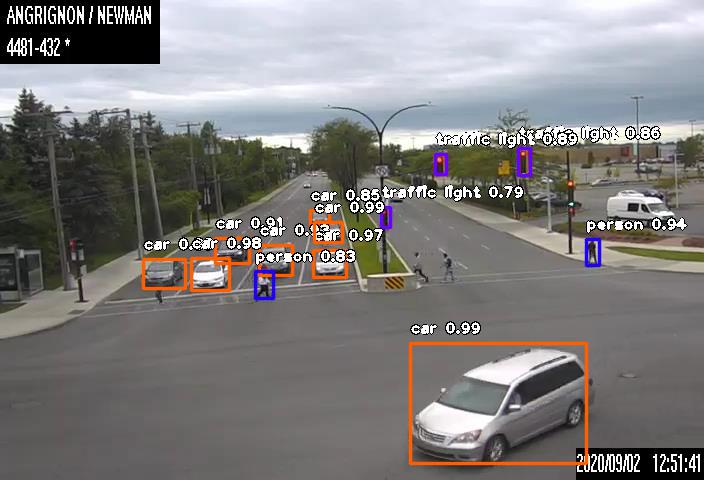 ANGRIGNON / NEWMAN
4481-432 *
traffic light 0.89
traffic light 0.86
car 0.85
traffic light 0.79
car 0.99
car 0.91
person 0.94
car
car 0.97
car
car 0.98
person 0.83
car 0.99
2020/09/02 12:51:41